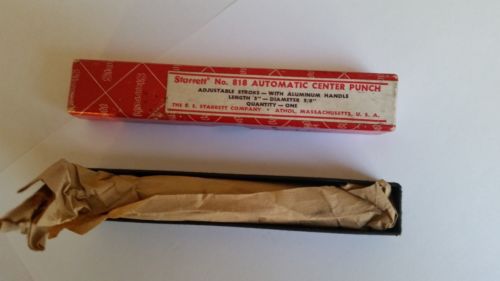 Starrett No. 818 AUTOMATIC CENTER PUNCH
ADJUSTABLE STROKE — WITH ALUMINUM HANDLE
LENGTH 5" — DIAMETER 5/8"
QUANTITY — ONE
THE L. S. STARRETT COMPANY • ATHOL, MASSACHUSETTS, U. S. A.